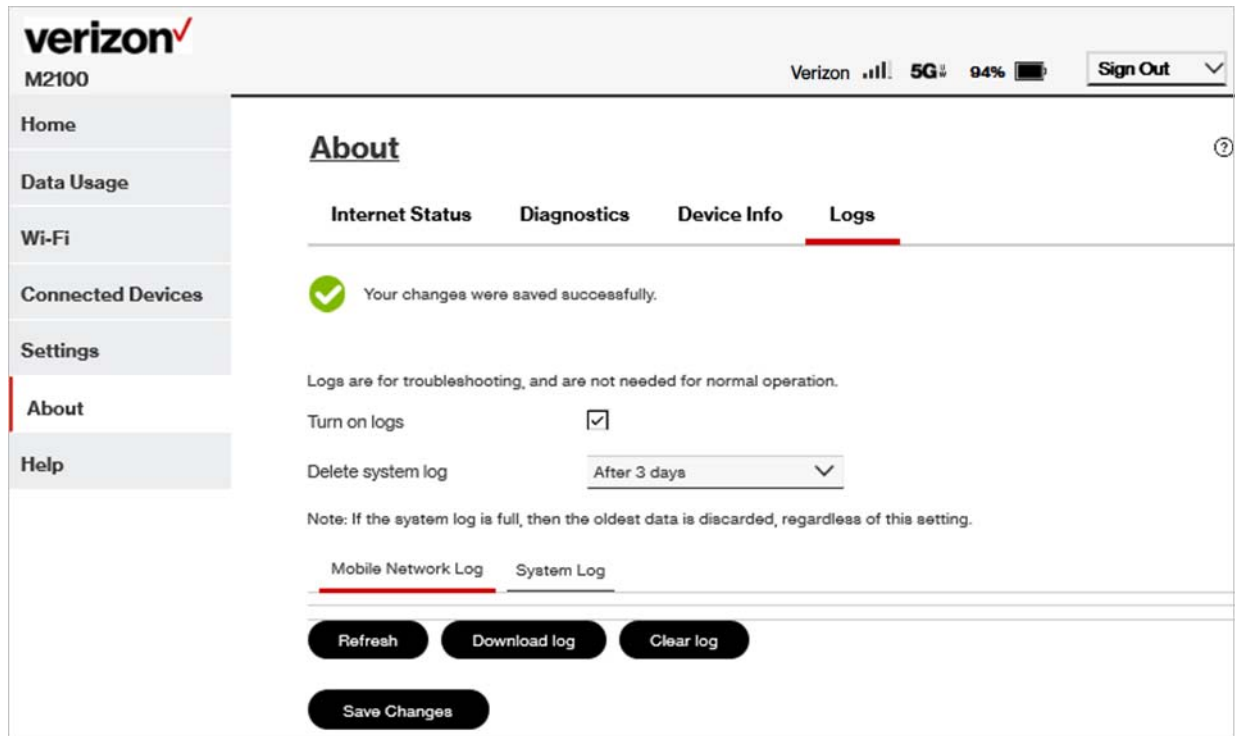 verizon
M2100
Verizon 5G 94% Sign Out
Home
Data Usage
Wi-Fi
Connected Devices
Settings
About
Help
About
?
Internet Status Diagnostics Device Info Logs
Your changes were saved successfully.
Logs are for troubleshooting, and are not needed for normal operation.
Turn on logs
Delete system log After 3 days
Note: If the system log is full, then the oldest data is discarded, regardless of this setting.
Mobile Network Log System Log
Refresh Download log Clear log
Save Changes